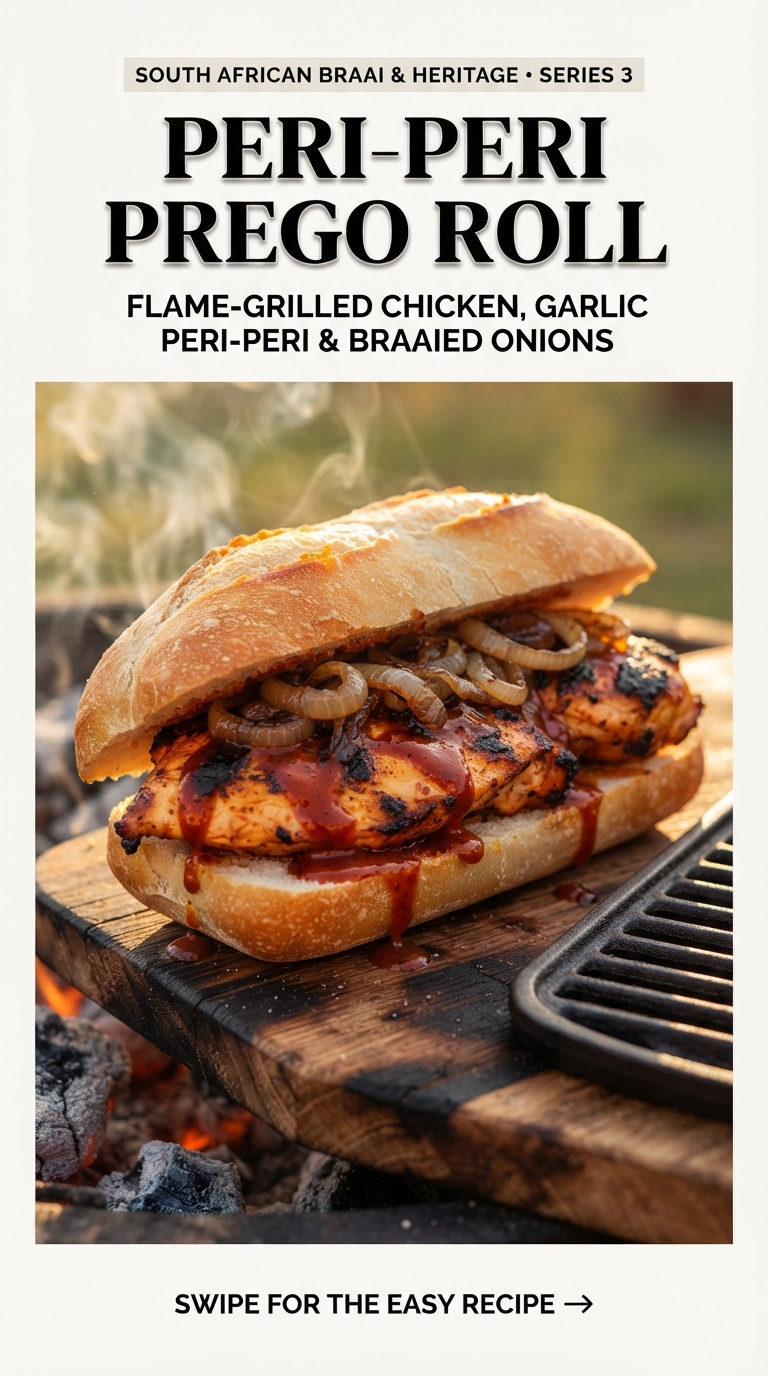 SOUTH AFRICAN BRAAI & HERITAGE • SERIES 3
PERI-PERI
PREGO ROLL
FLAME-GRILLED CHICKEN, GARLIC
PERI-PERI & BRAAIED ONIONS
SWIPE FOR THE EASY RECIPE →